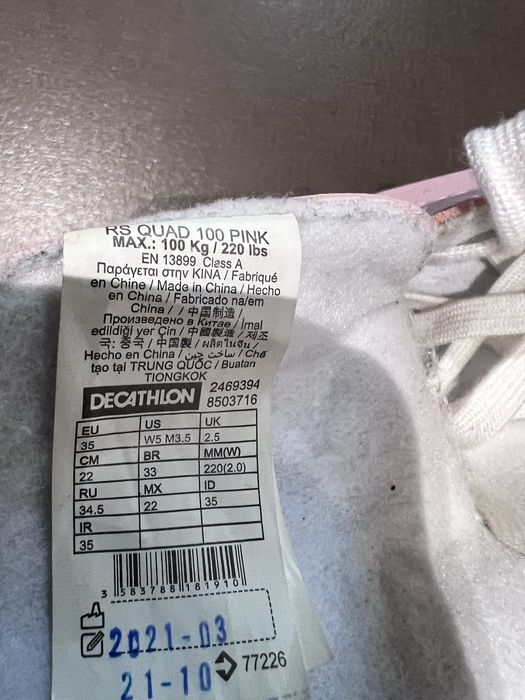 RS QUAD 100 PINK
MAX.: 100 Kg / 220 lbs
EN 13899 Class A
Παράγεται στην ΚΙΝΑ / Fabriqué
en Chine / Made in China / Hecho
en China / Fabricado na/em
China / / 中国制造 /
Произведено в Китае / İmal
edildiği yer Çin / 中國製造 / 제조
국: 중국 / 中国製 / ผลิตในจีน /
Hecho en China / ساخت چین / Chế
tạo tại TRUNG QUỐC / Buatan
TIONGKOK
DECATHLON 2469394
8503716
EU US UK
35 W5 M3.5 2.5
CM BR MM(W)
22 33 220(2.0)
RU MX ID
34.5 22 35
IR
35
3 583788 181910
2021-03
21-10 77226